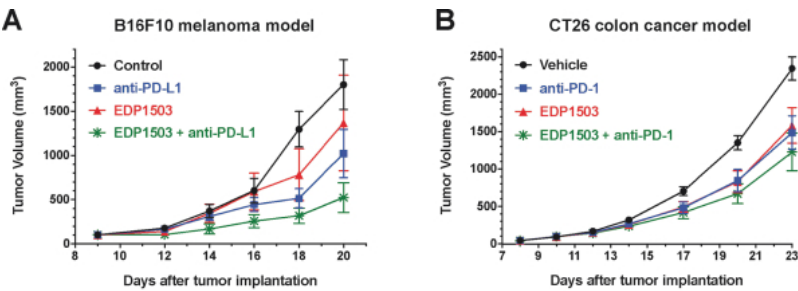 A
B16F10 melanoma model
Tumor Volume (mm³)
2000
1500
1000
500
0
Control
anti-PD-L1
EDP1503
EDP1503 + anti-PD-L1
8 10 12 14 16 18 20
Days after tumor implantation
B
CT26 colon cancer model
Tumor Volume (mm³)
2500
2000
1500
1000
500
0
Vehicle
anti-PD-1
EDP1503
EDP1503 + anti-PD-1
7 9 11 13 15 17 19 21 23
Days after tumor implantation